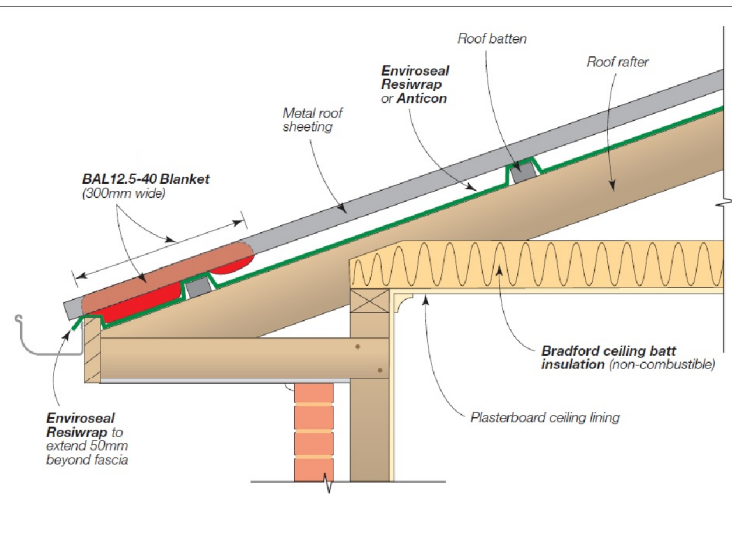 Roof batten
Roof rafter
Enviroseal
Resiwrap
or Anticon
Metal roof
sheeting
BAL12.5-40 Blanket
(300mm wide)
Bradford ceiling batt
insulation (non-combustible)
Plasterboard ceiling lining
Enviroseal
Resiwrap to
extend 50mm
beyond fascia